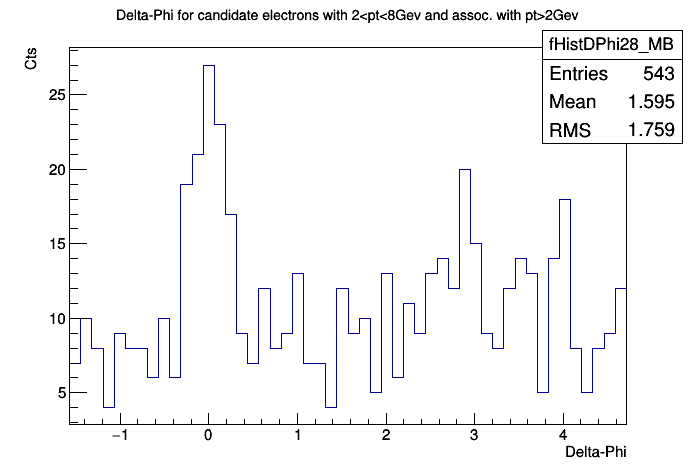 Delta-Phi for candidate electrons with 2<pt<8Gev and assoc. with pt>2Gev
fHistDPhi28_MB
Entries 543
Mean 1.595
RMS 1.759
Cts
25
20
15
10
5
−1 0 1 2 3 4
Delta-Phi